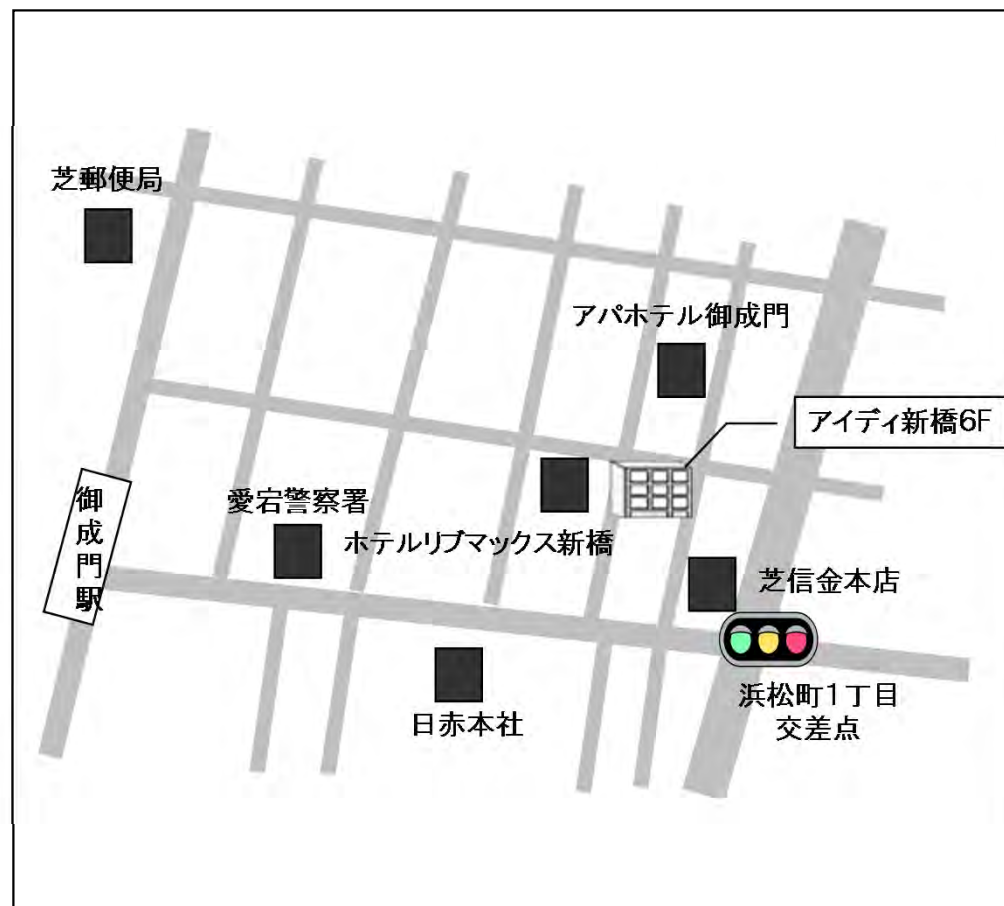 芝郵便局
アパホテル御成門
アイディ新橋6F
御成門駅
愛宕警察署
ホテルリブマックス新橋
芝信金本店
日赤本社
浜松町1丁目
交差点